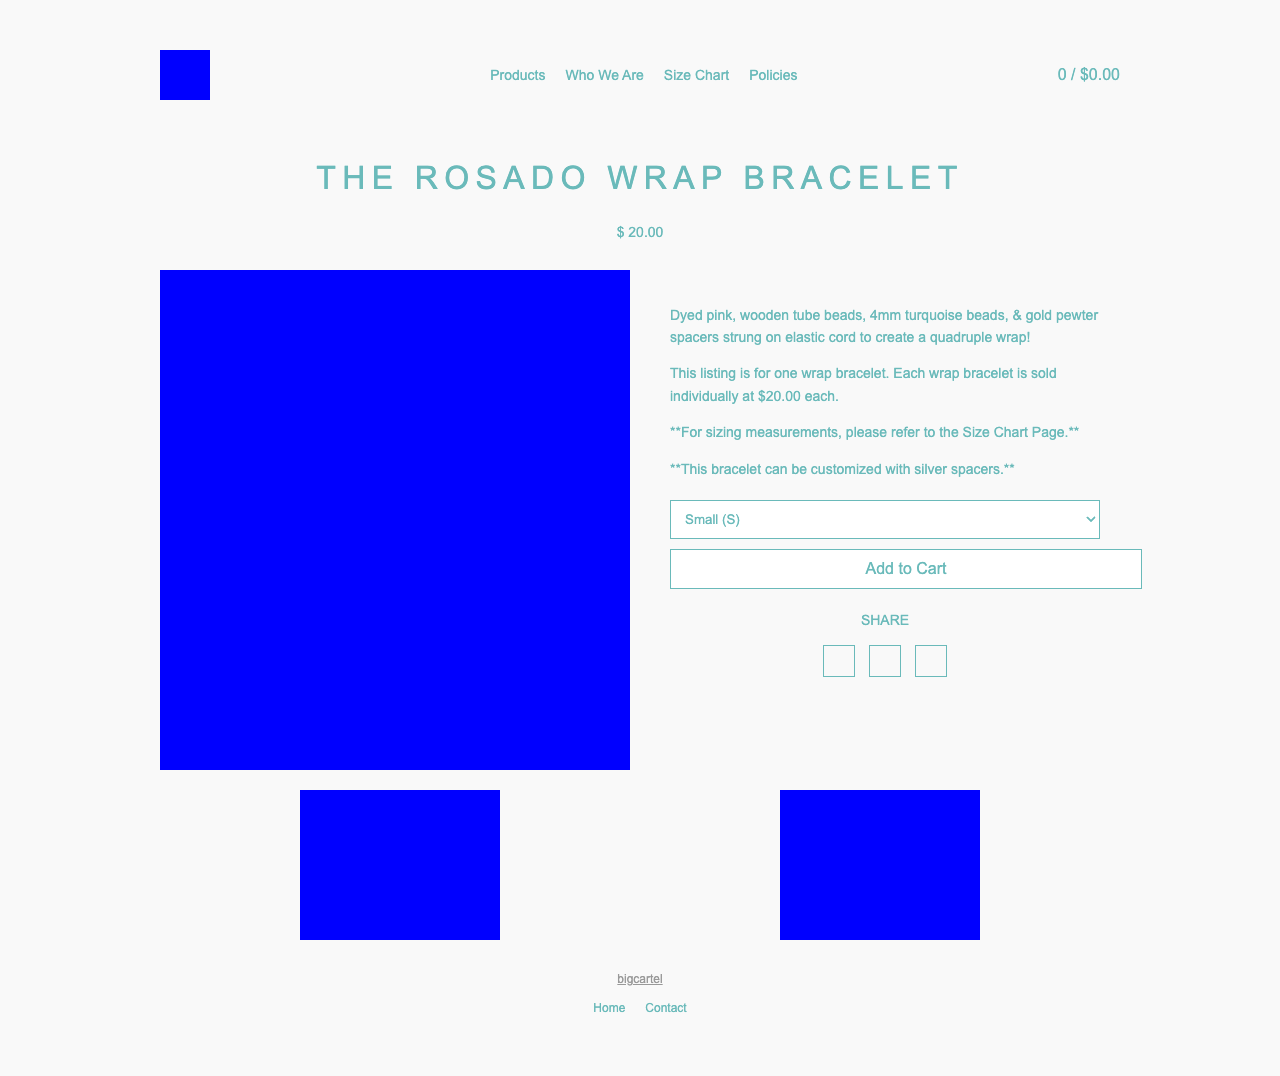 Products Who We Are Size Chart Policies 0 / $0.00
THE ROSADO WRAP BRACELET
$ 20.00
Dyed pink, wooden tube beads, 4mm turquoise beads, & gold pewter
spacers strung on elastic cord to create a quadruple wrap!
This listing is for one wrap bracelet. Each wrap bracelet is sold
individually at $20.00 each.
**For sizing measurements, please refer to the Size Chart Page.**
**This bracelet can be customized with silver spacers.**
Small (S)
Add to Cart
SHARE
bigcartel
Home Contact